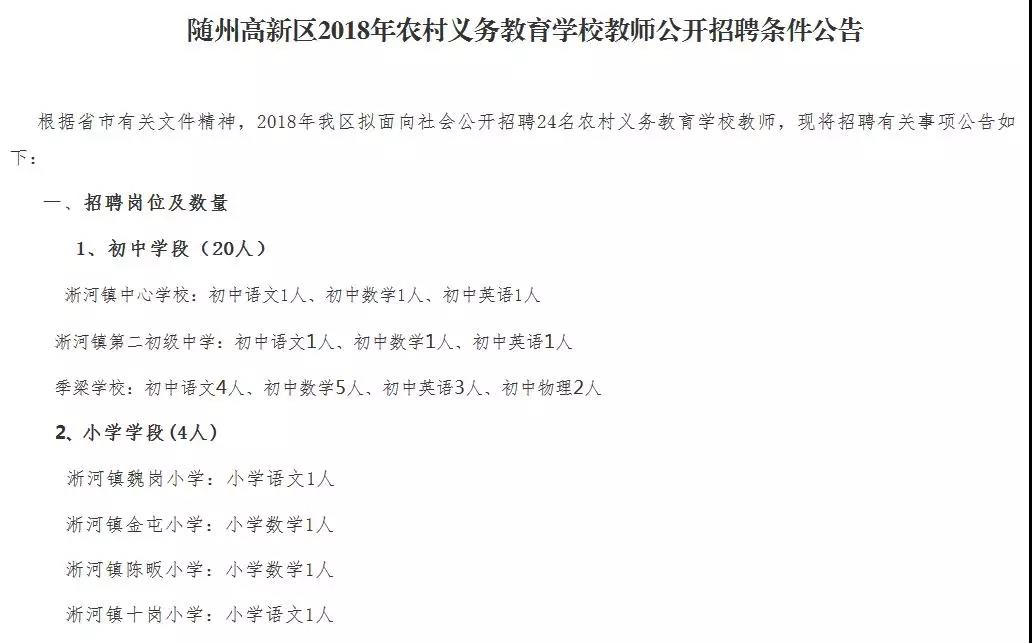 随州高新区2018年农村义务教育学校教师公开招聘条件公告
根据省市有关文件精神，2018年我区拟面向社会公开招聘24名农村义务教育学校教师，现将招聘有关事项公告如
下：
一、招聘岗位及数量
1、初中学段（20人）
淅河镇中心学校：初中语文1人、初中数学1人、初中英语1人
淅河镇第二初级中学：初中语文1人、初中数学1人、初中英语1人
季梁学校：初中语文4人、初中数学5人、初中英语3人、初中物理2人
2、小学学段(4人)
淅河镇魏岗小学：小学语文1人
淅河镇金屯小学：小学数学1人
淅河镇陈畈小学：小学数学1人
淅河镇十岗小学：小学语文1人